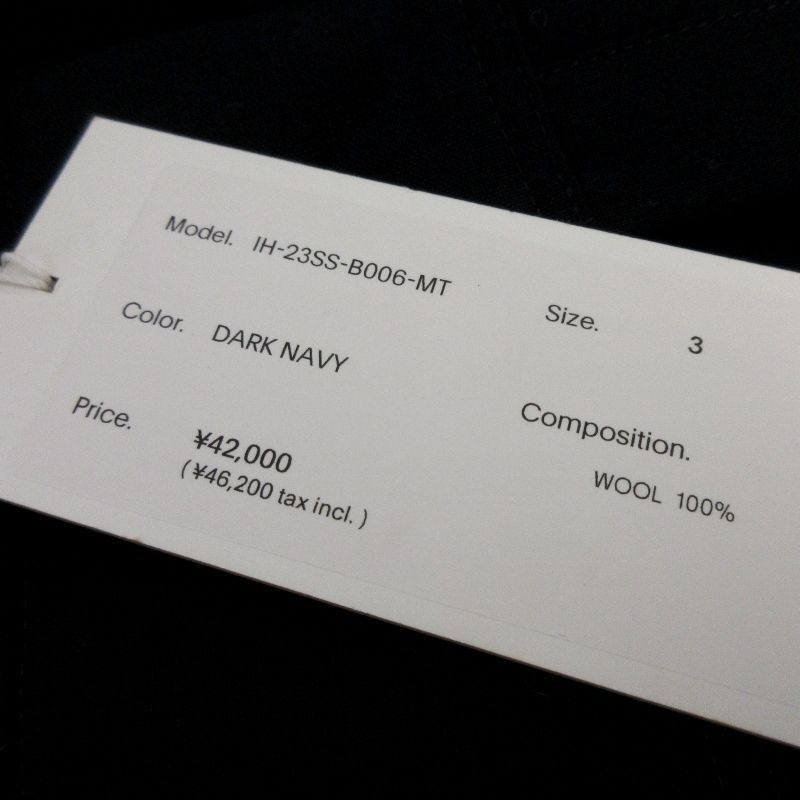 Model. IH-23SS-B006-MT
Size. 3
Color. DARK NAVY
Composition.
WOOL 100%
Price. ¥42,000
(¥46,200 tax incl.)